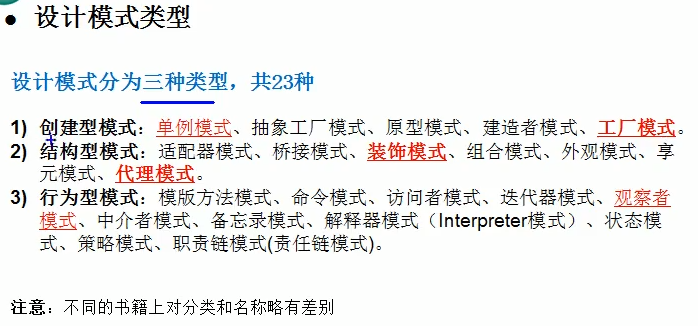 ● 设计模式类型
设计模式分为三种类型，共23种
1) 创建型模式：单例模式、抽象工厂模式、原型模式、建造者模式、工厂模式。
2) 结构型模式：适配器模式、桥接模式、装饰模式、组合模式、外观模式、享
元模式、代理模式。
3) 行为型模式：模版方法模式、命令模式、访问者模式、迭代器模式、观察者
模式、中介者模式、备忘录模式、解释器模式（Interpreter模式）、状态模
式、策略模式、职责链模式(责任链模式)。
注意：不同的书籍上对分类和名称略有差别